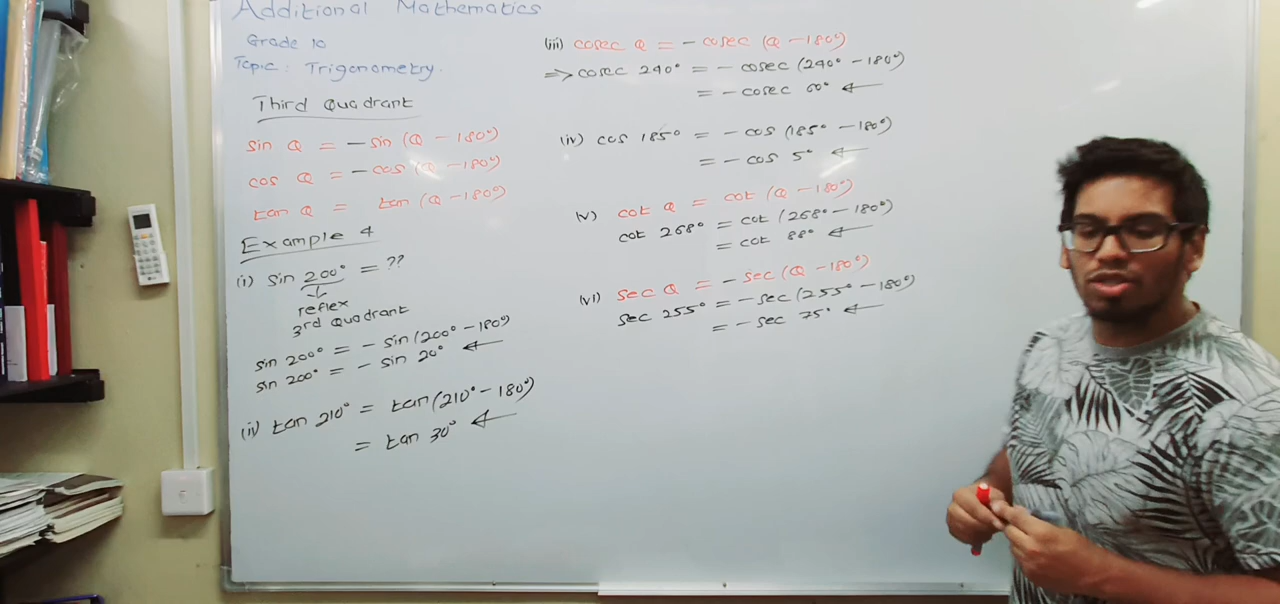 Additional Mathematics
Grade 10
Topic: Trigonometry.
Third Quadrant
sin Q = -sin (Q - 180°)
cos Q = -cos (Q - 180°)
tan Q = tan (Q - 180°)
Example 4
(i) sin 200° = ??
reflex
3rd Quadrant
sin 200° = - sin (200° - 180°)
sin 200° = - sin 20° ←
(ii) tan 210° = tan (210° - 180°)
= tan 30° ←
(iii) cosec Q = - cosec (Q - 180°)
=> cosec 240° = - cosec (240° - 180°)
= - cosec 60° ←
(iv) cos 185° = - cos (185° - 180°)
= - cos 5° ←
(v) cot Q = cot (Q - 180°)
cot 268° = cot (268° - 180°)
= cot 88° ←
(vi) sec Q = - sec (Q - 180°)
sec 255° = - sec (255° - 180°)
= - sec 75° ←